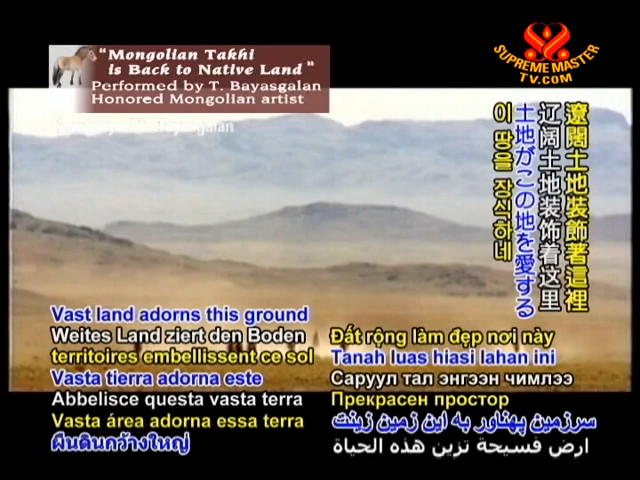 "Mongolian Takhi
is Back to Native Land"
Performed by T. Bayasgalan
Honored Mongolian artist
SUPREME MASTER
TV.COM
遼闊土地裝飾著這裡
辽阔土地装饰着这里
土地がこの地を愛する
이 땅을 장식하네
Vast land adorns this ground
Weites Land ziert den Boden
territoires embellissent ce sol
Vasta tierra adorna este
Abbelisce questa vasta terra
Vasta área adorna essa terra
ผืนดินกว้างใหญ่
Đất rộng làm đẹp nơi này
Tanah luas hiasi lahan ini
Саруул тал энгээн чимлээ
Прекрасен простор
سرزمین پهناور به این زمین زینت
ارض فسيحة تزين هذه الحياة